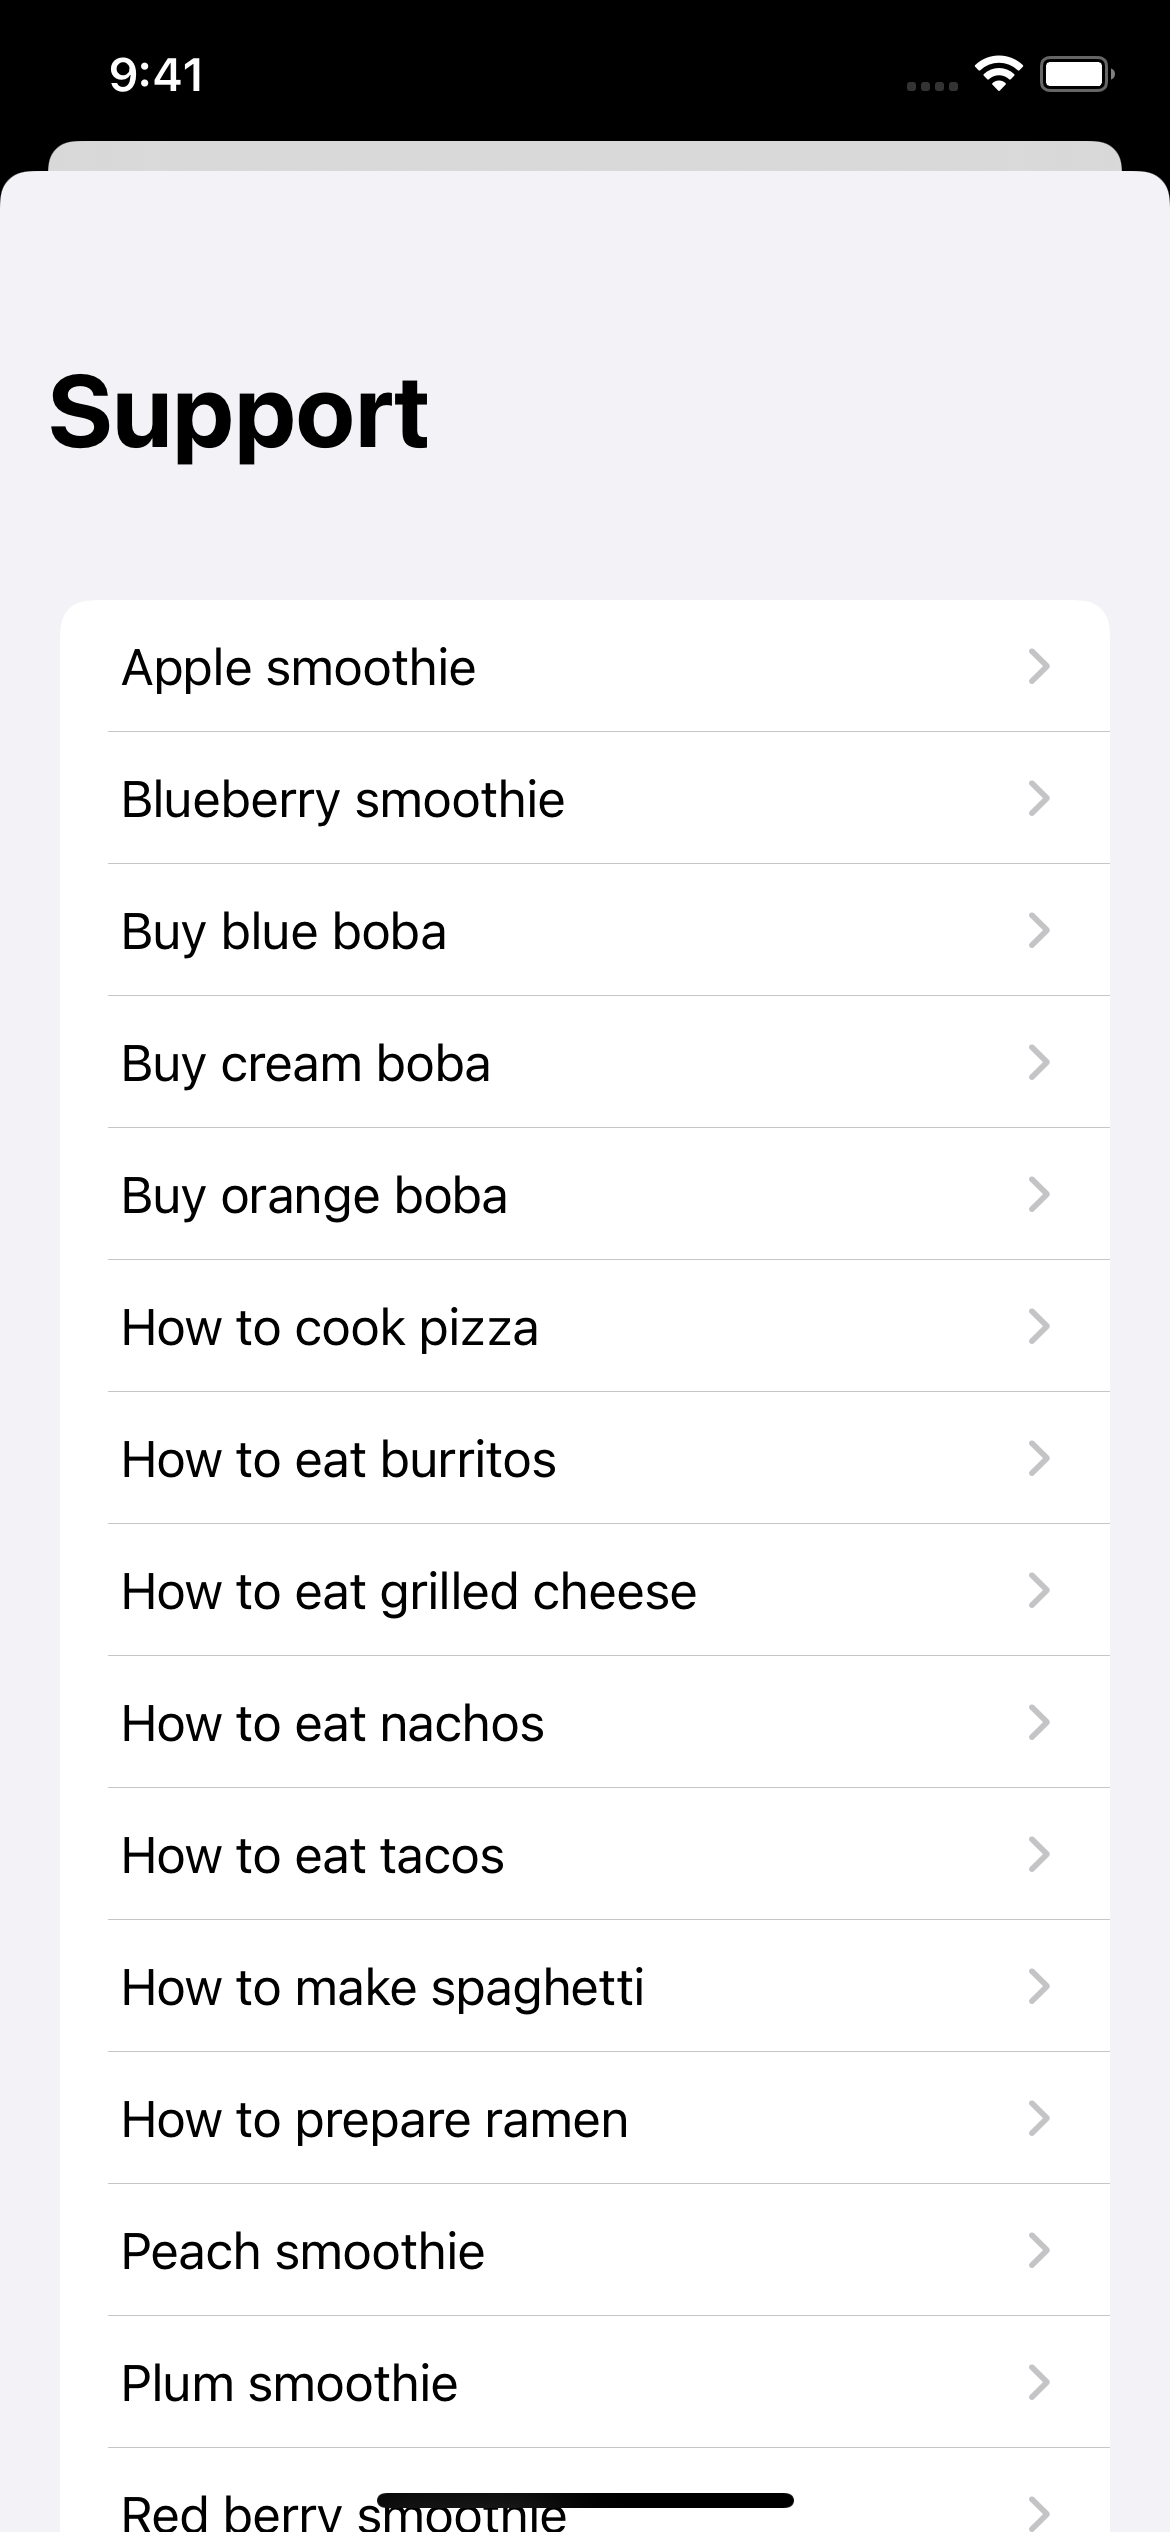 9:41
Support
Apple smoothie
Blueberry smoothie
Buy blue boba
Buy cream boba
Buy orange boba
How to cook pizza
How to eat burritos
How to eat grilled cheese
How to eat nachos
How to eat tacos
How to make spaghetti
How to prepare ramen
Peach smoothie
Plum smoothie
Red berry smoothie